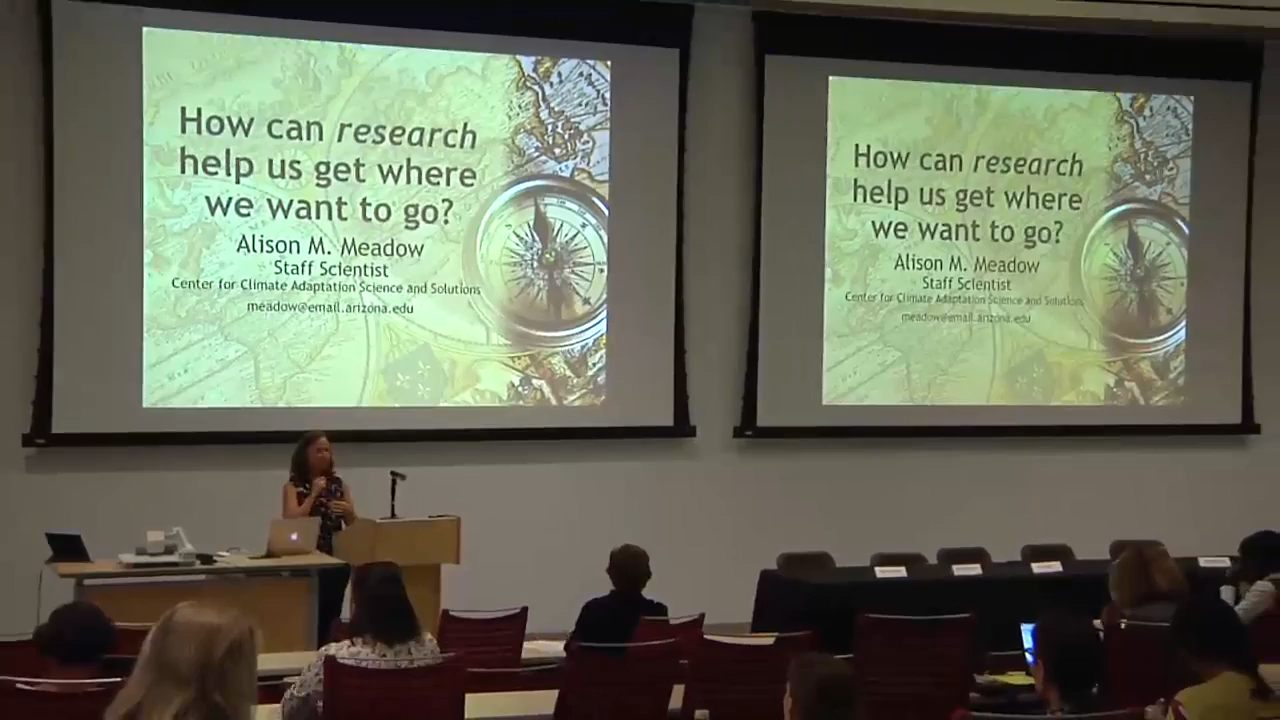 How can research
help us get where
we want to go?
Alison M. Meadow
Staff Scientist
Center for Climate Adaptation Science and Solutions
meadow@email.arizona.edu
How can research
help us get where
we want to go?
Alison M. Meadow
Staff Scientist
Center for Climate Adaptation Science and Solutions
meadow@email.arizona.edu